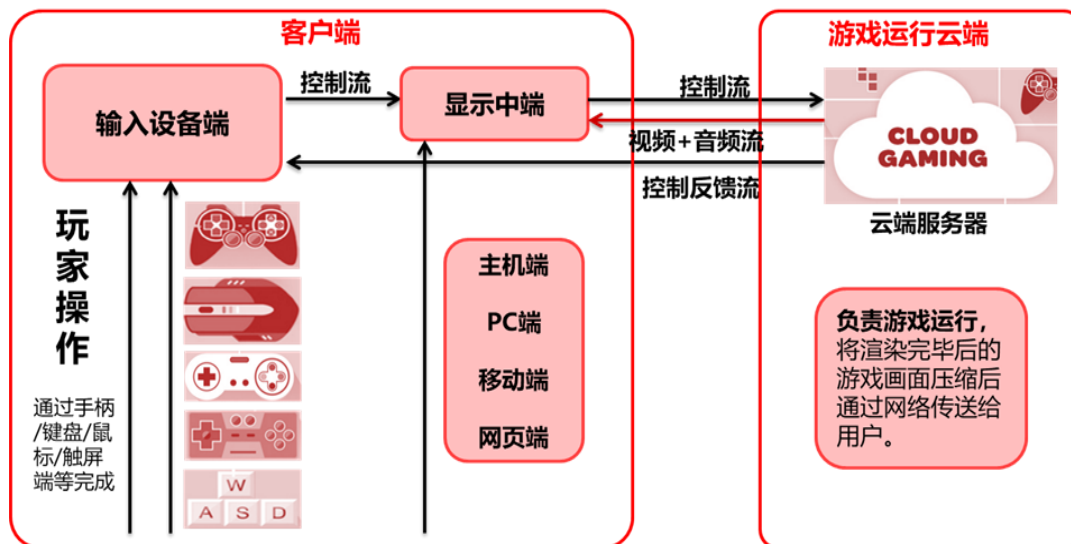 客户端
游戏运行云端
输入设备端
控制流
显示中端
控制流
视频+音频流
控制反馈流
CLOUD
GAMING
云端服务器
玩家操作
通过手柄
/键盘/鼠
标/触屏
端等完成
W
A S D
主机端
PC端
移动端
网页端
负责游戏运行，
将渲染完毕后的
游戏画面压缩后
通过网络传送给
用户。